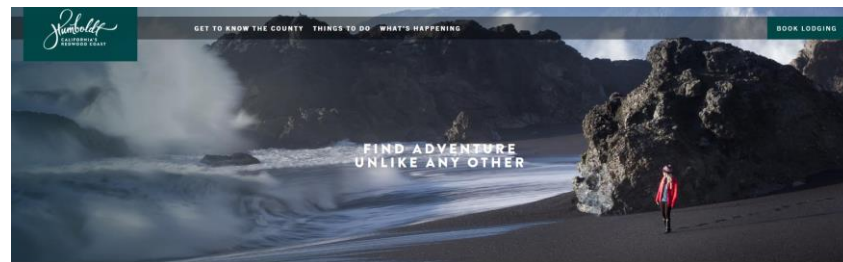 Humboldt
CALIFORNIA'S
REDWOOD COAST
GET TO KNOW THE COUNTY THINGS TO DO WHAT'S HAPPENING
BOOK LODGING
FIND ADVENTURE
UNLIKE ANY OTHER